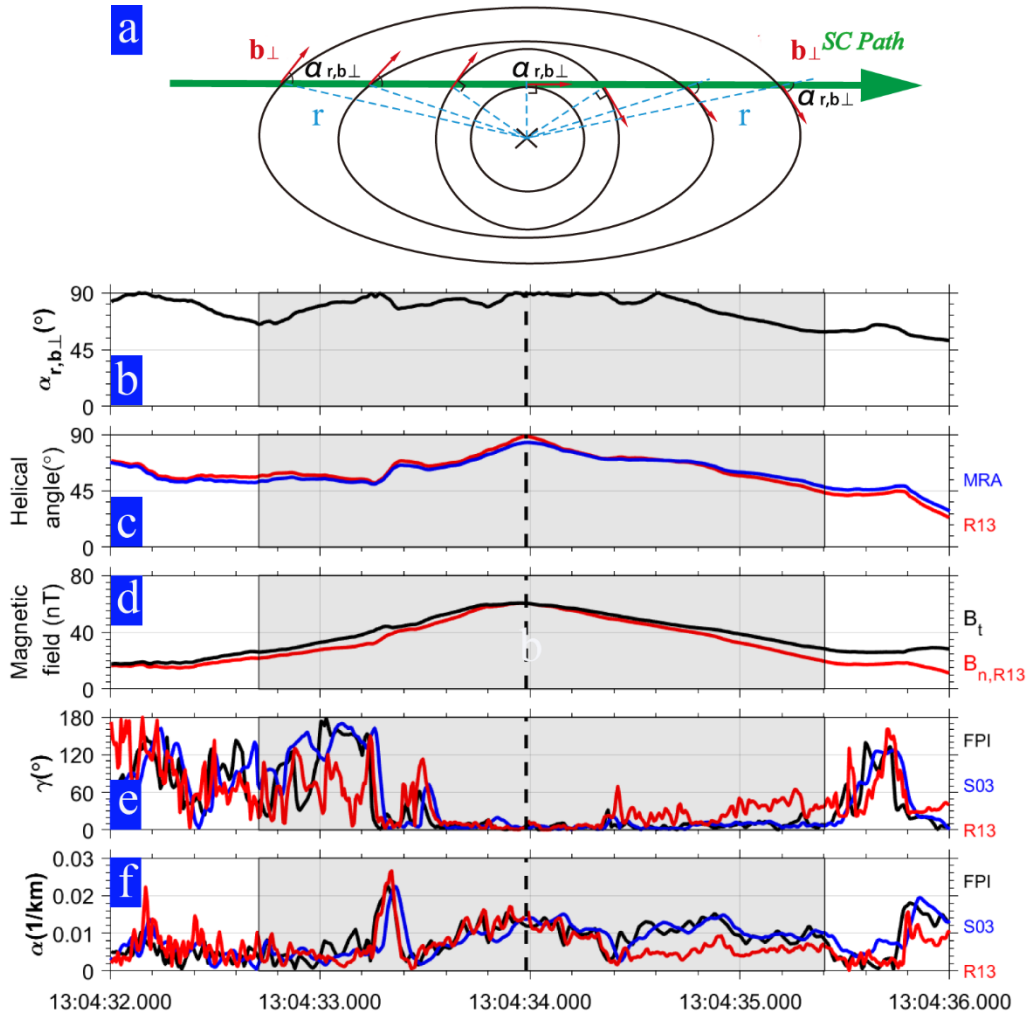 a
b⊥
SC Path
b⊥
α r,b⊥
α r,b⊥
α r,b⊥
r
r
90
45
0
α r,b⊥ (°)
b
90
45
0
Helical
angle(°)
c
MRA
R13
80
40
0
Magnetic
field (nT)
d
b
B_t
B_n,R13
180
120
60
0
γ(°)
e
FPI
S03
R13
0.03
0.02
0.01
0
α(1/km)
f
FPI
S03
R13
13:04:32.000
13:04:33.000
13:04:34.000
13:04:35.000
13:04:36.000